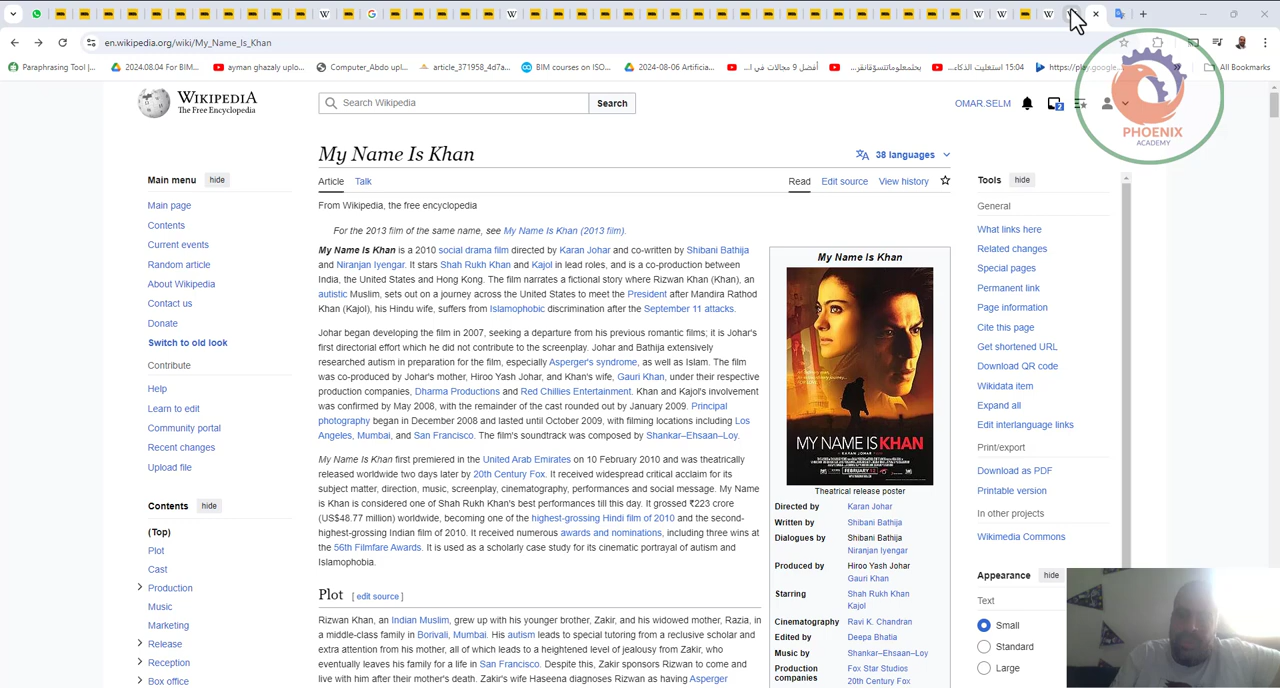 en.wikipedia.org/wiki/My_Name_Is_Khan
Paraphrasing Tool |...
2024.08.04 For BIM...
ayman ghazaly uplo...
Computer_Abdo upl...
article_31... 1958_4d7a...
BIM courses on ISO...
2024-08-06 Artificia...
أفضل 9 مجالات في ا...
15:04 استغليت الذكاء...
https://play.google...
All Bookmarks
WIKIPEDIA
The Free Encyclopedia
Search Wikipedia
Search
OMAR.SELM
2
PHOENIX
ACADEMY
My Name Is Khan
38 languages
Article
Talk
Read
Edit source
View history
From Wikipedia, the free encyclopedia
For the 2013 film of the same name, see My Name Is Khan (2013 film).
My Name Is Khan is a 2010 social drama film directed by Karan Johar and co-written by Shibani Bathija
and Niranjan Iyengar. It stars Shah Rukh Khan and Kajol in lead roles, and is a co-production between
India, the United States and Hong Kong. The film narrates a fictional story where Rizwan Khan (Khan), an
autistic Muslim, sets out on a journey across the United States to meet the President after Mandira Rathod
Khan (Kajol), his Hindu wife, suffers from Islamophobic discrimination after the September 11 attacks.
Johar began developing the film in 2007, seeking a departure from his previous romantic films; it is Johar's
first directorial effort which he did not contribute to the screenplay. Johar and Bathija extensively
researched autism in preparation for the film, especially Asperger's syndrome, as well as Islam. The film
was co-produced by Johar's mother, Hiroo Yash Johar, and Khan's wife, Gauri Khan, under their respective
production companies, Dharma Productions and Red Chillies Entertainment. Khan and Kajol's involvement
was confirmed by May 2008, with the remainder of the cast rounded out by January 2009. Principal
photography began in December 2008 and lasted until October 2009, with filming locations including Los
Angeles, Mumbai, and San Francisco. The film's soundtrack was composed by Shankar–Ehsaan–Loy.
My Name Is Khan first premiered in the United Arab Emirates on 10 February 2010 and was theatrically
released worldwide two days later by 20th Century Fox. It received widespread critical acclaim for its
subject matter, direction, music, screenplay, cinematography, performances and social message. My Name
Is Khan is considered one of Shah Rukh Khan's best performances till this day. It grossed ₹223 crore
(US$48.77 million) worldwide, becoming one of the highest-grossing Hindi film of 2010 and the second-
highest-grossing Indian film of 2010. It received numerous awards and nominations, including three wins at
the 56th Filmfare Awards. It is used as a scholarly case study for its cinematic portrayal of autism and
Islamophobia.
Plot [ edit source ]
Rizwan Khan, an Indian Muslim, grew up with his younger brother, Zakir, and his widowed mother, Razia, in
a middle-class family in Borivali, Mumbai. His autism leads to special tutoring from a reclusive scholar and
extra attention from his mother, all of which leads to a heightened level of jealousy from Zakir, who
eventually leaves his family for a life in San Francisco. Despite this, Zakir sponsors Rizwan to come and
live with him after their mother's death. Zakir's wife Haseena diagnoses Rizwan as having Asperger
Main menu
hide
Main page
Contents
Current events
Random article
About Wikipedia
Contact us
Donate
Switch to old look
Contribute
Help
Learn to edit
Community portal
Recent changes
Upload file
Contents
hide
(Top)
Plot
Cast
Production
Music
Marketing
Release
Reception
Box office
My Name Is Khan
MY NAME IS KHAN
A KARAN JOHAR FILM
FEBRUARY 12
Theatrical release poster
Directed by Karan Johar
Written by Shibani Bathija
Dialogues by Shibani Bathija
Niranjan Iyengar
Produced by Hiroo Yash Johar
Gauri Khan
Starring Shah Rukh Khan
Kajol
Cinematography Ravi K. Chandran
Edited by Deepa Bhatia
Music by Shankar–Ehsaan–Loy
Production Fox Star Studios
companies 20th Century Fox
Tools
hide
General
What links here
Related changes
Special pages
Permanent link
Page information
Cite this page
Get shortened URL
Download QR code
Wikidata item
Expand all
Edit interlanguage links
Print/export
Download as PDF
Printable version
In other projects
Wikimedia Commons
Appearance
hide
Text
Small
Standard
Large